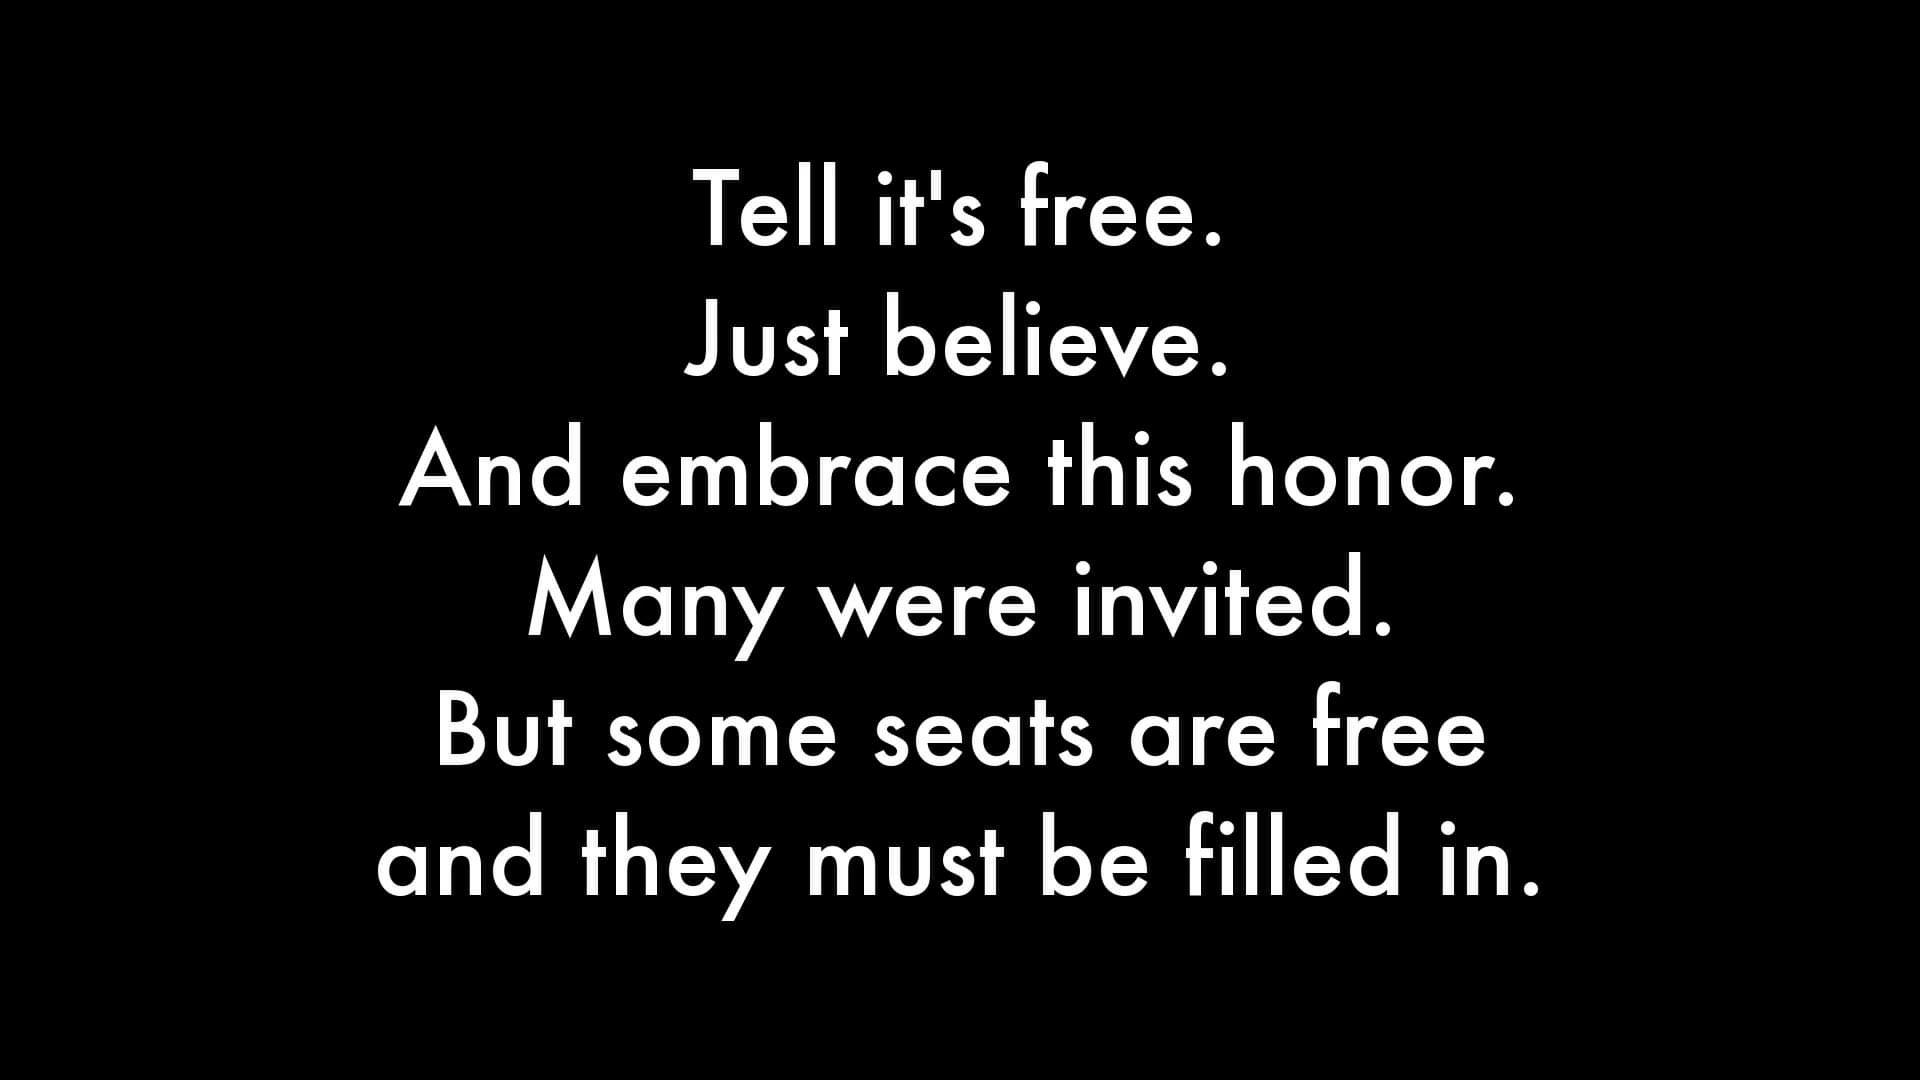 Tell it's free.
Just believe.
And embrace this honor.
Many were invited.
But some seats are free
and they must be filled in.